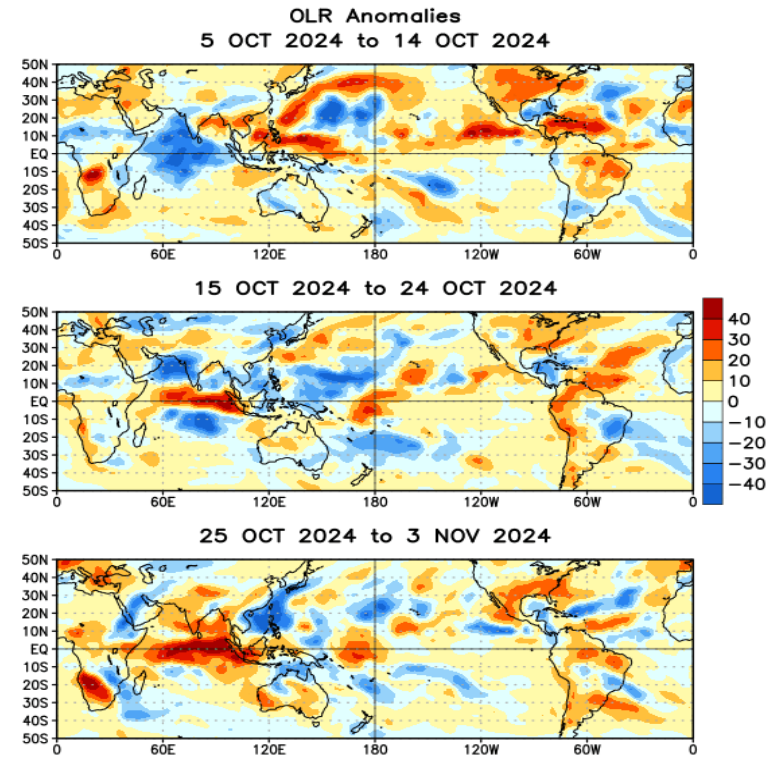 OLR Anomalies
5 OCT 2024 to 14 OCT 2024
50N
40N
30N
20N
10N
EQ
10S
20S
30S
40S
50S
0 60E 120E 180 120W 60W 0
15 OCT 2024 to 24 OCT 2024
50N
40N
30N
20N
10N
EQ
10S
20S
30S
40S
50S
0 60E 120E 180 120W 60W 0
40
30
20
10
0
-10
-20
-30
-40
25 OCT 2024 to 3 NOV 2024
50N
40N
30N
20N
10N
EQ
10S
20S
30S
40S
50S
0 60E 120E 180 120W 60W 0